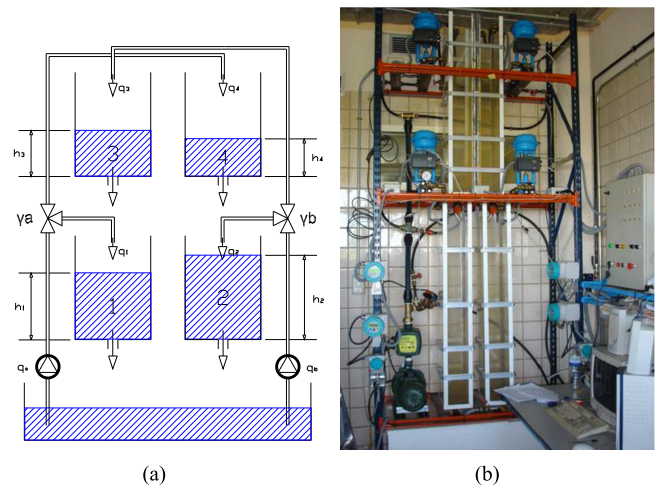 q3 q4
3 4
h3 h4
γa γb
q1 q2
1 2
h1 h2
qa qb
(a) (b)